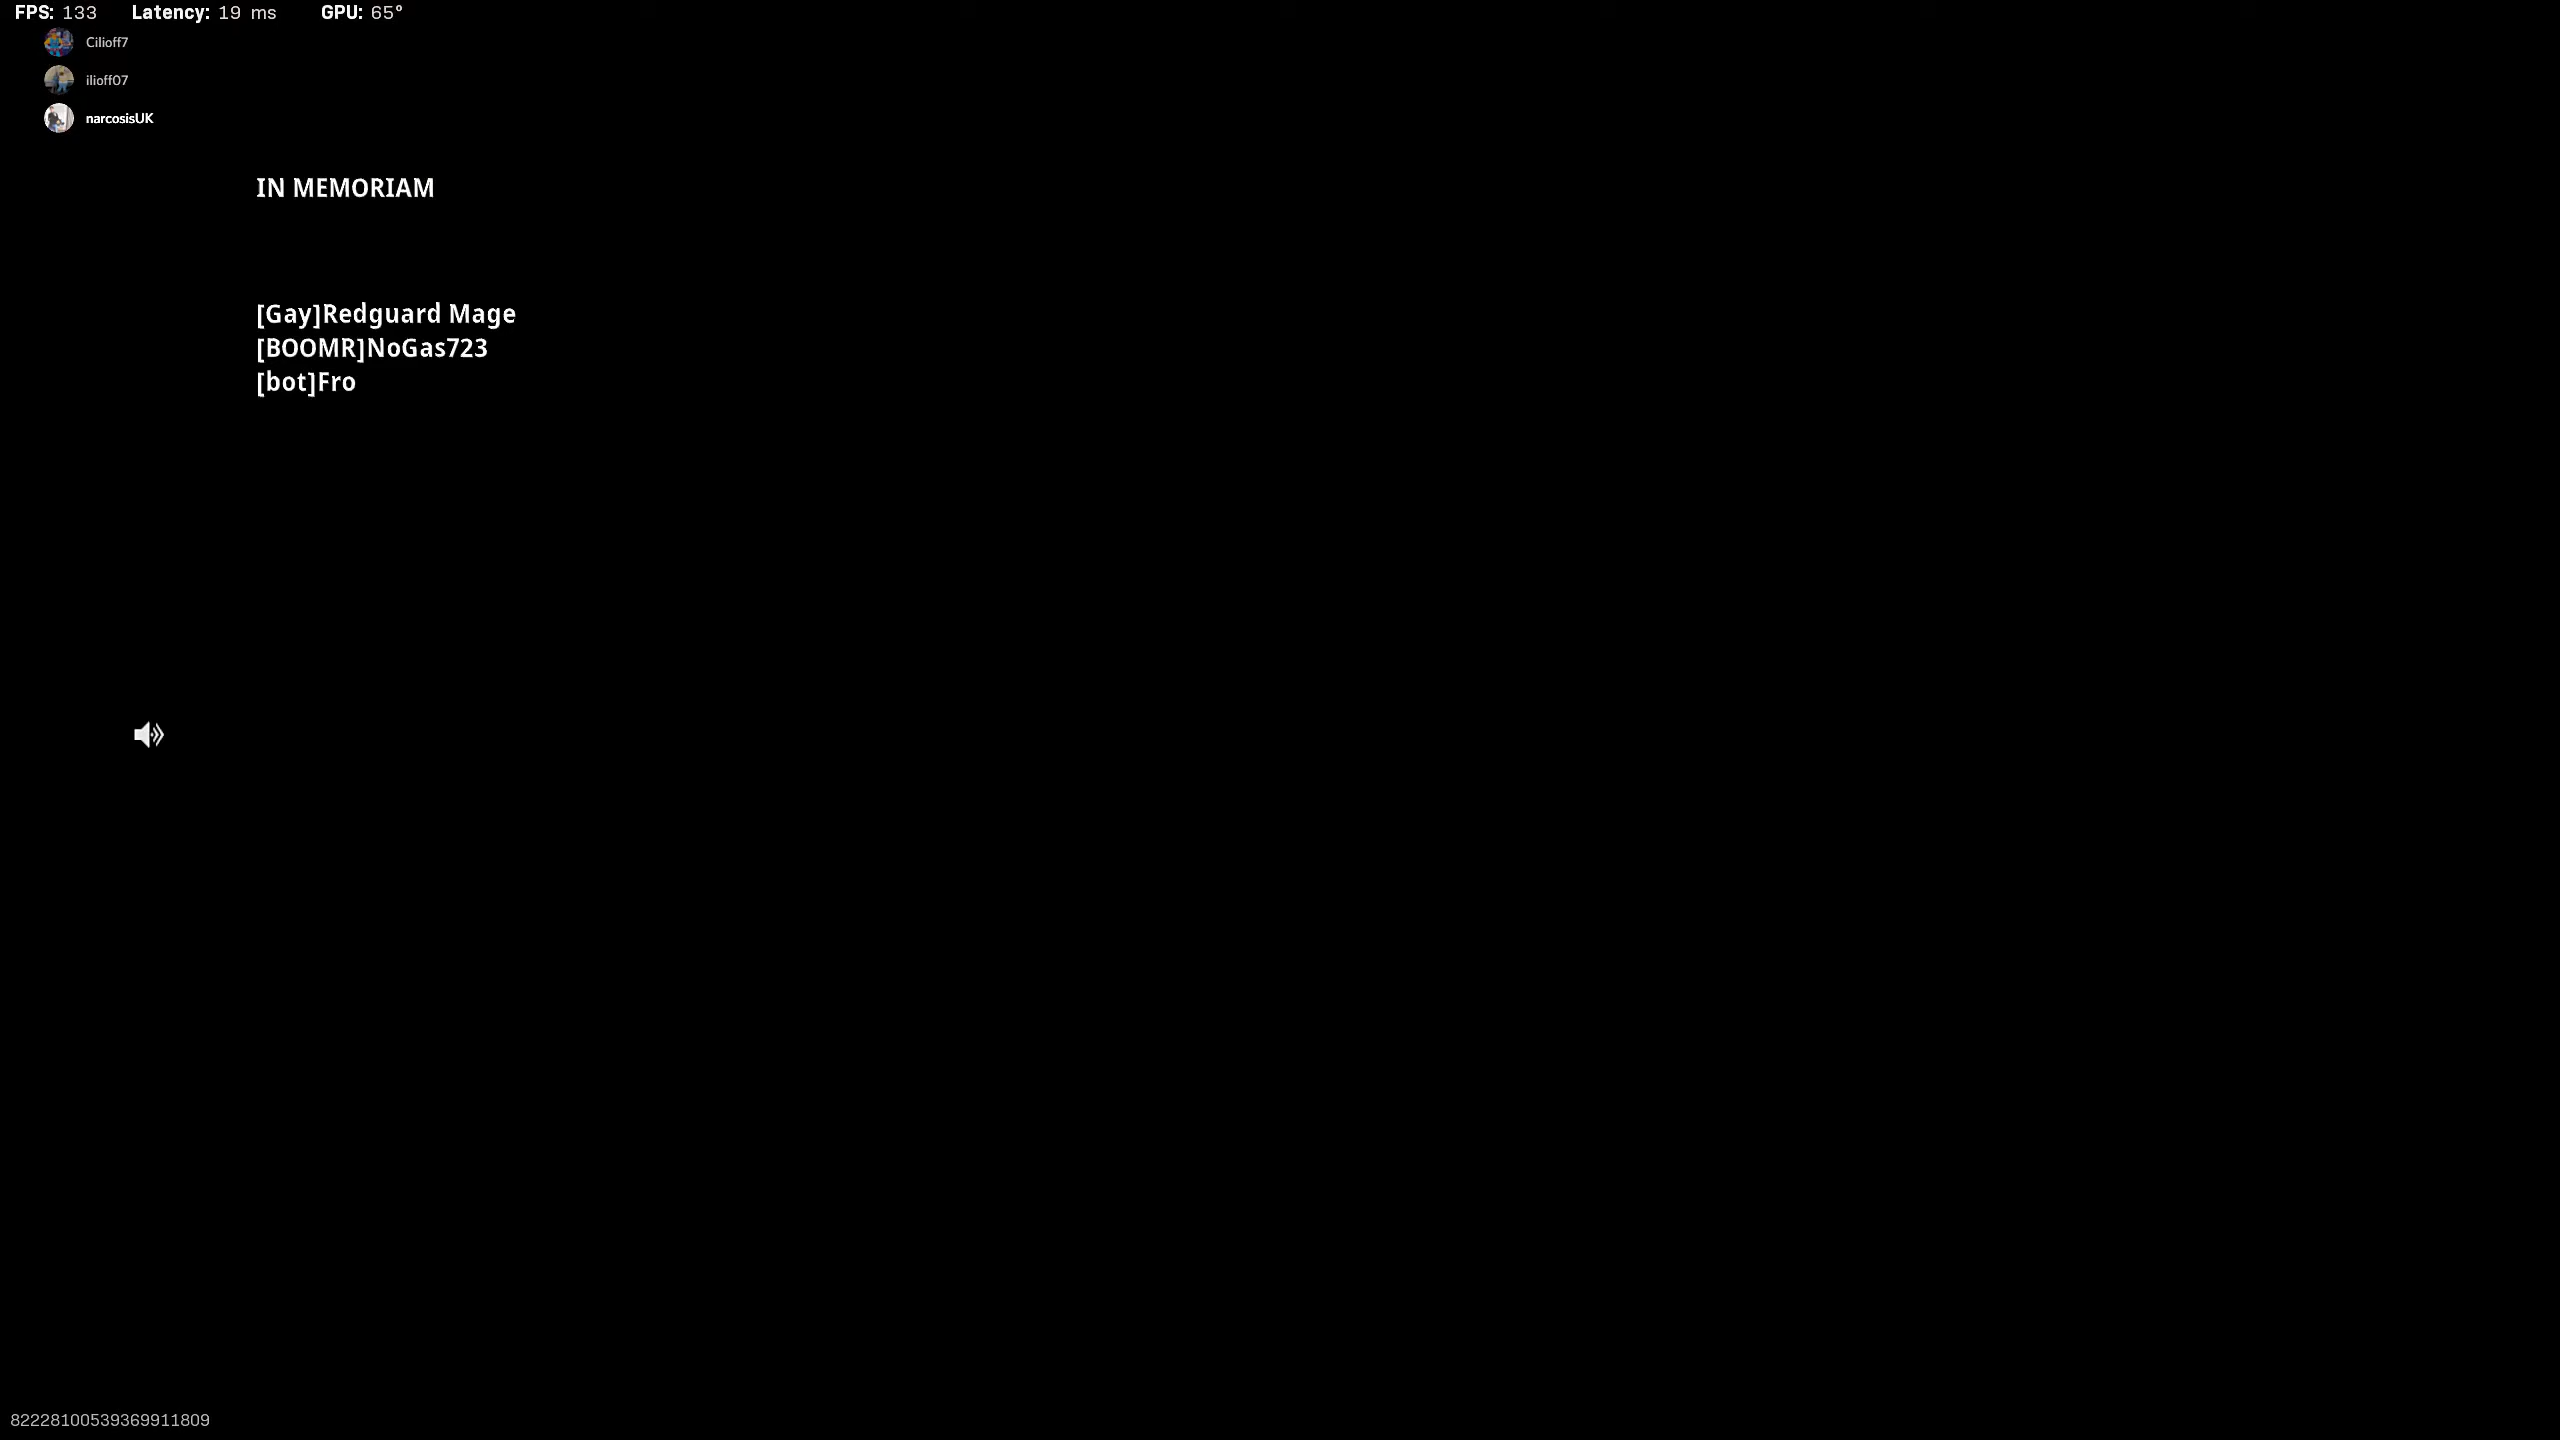 FPS: 133 Latency: 19 ms GPU: 65°
Cilioff7
ilioff07
narcosisUK
IN MEMORIAM
[Gay]Redguard Mage
[BOOMR]NoGas723
[bot]Fro
82228100539369911809